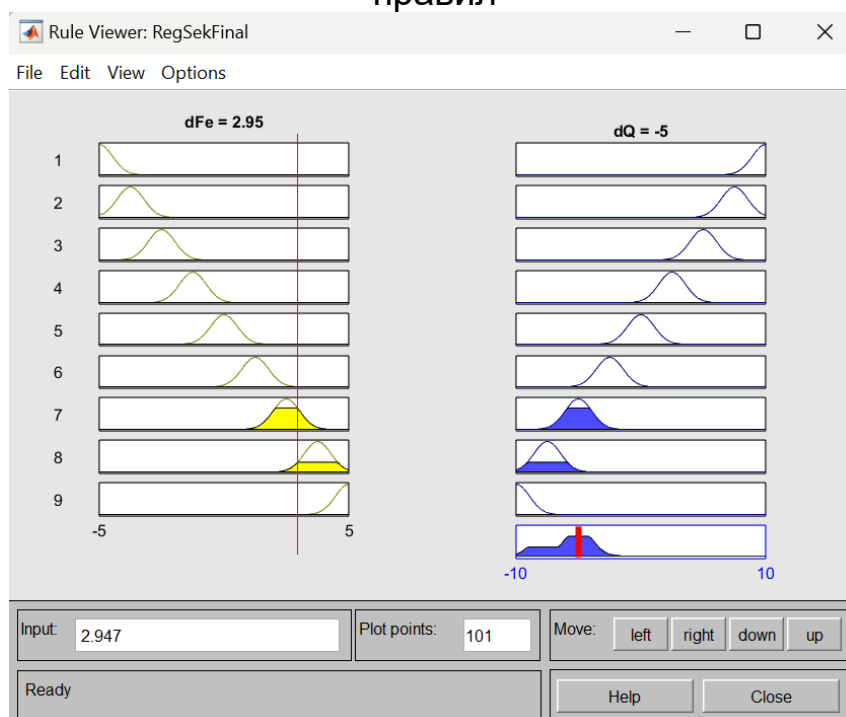 правил
Rule Viewer: RegSekFinal
File Edit View Options
dFe = 2.95
dQ = -5
1
2
3
4
5
6
7
8
9
-5 5
-10 10
Input: 2.947
Plot points: 101
Move: left right down up
Ready
Help Close